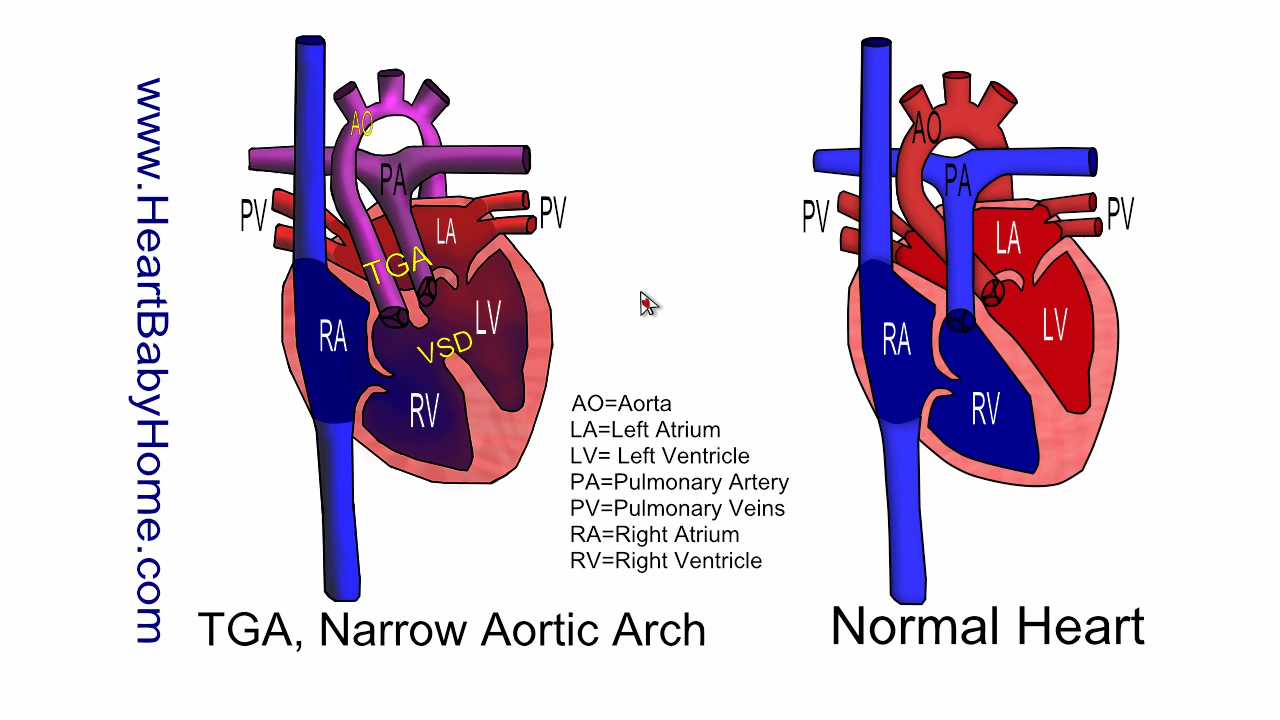 www.HeartBabyHome.com
AO
PA
PV
PV
LA
TGA
RA
LV
VSD
RV
AO
PA
PV
PV
LA
RA
LV
RV
AO=Aorta
LA=Left Atrium
LV= Left Ventricle
PA=Pulmonary Artery
PV=Pulmonary Veins
RA=Right Atrium
RV=Right Ventricle
TGA, Narrow Aortic Arch
Normal Heart